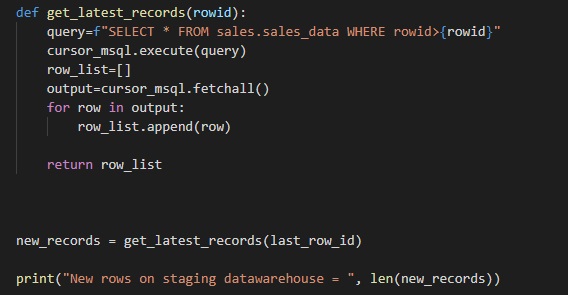 def get_latest_records(rowid):
    query=f"SELECT * FROM sales.sales_data WHERE rowid>{rowid}"
    cursor_msql.execute(query)
    row_list=[]
    output=cursor_msql.fetchall()
    for row in output:
        row_list.append(row)
    return row_list
new_records = get_latest_records(last_row_id)
print("New rows on staging datawarehouse = ", len(new_records))